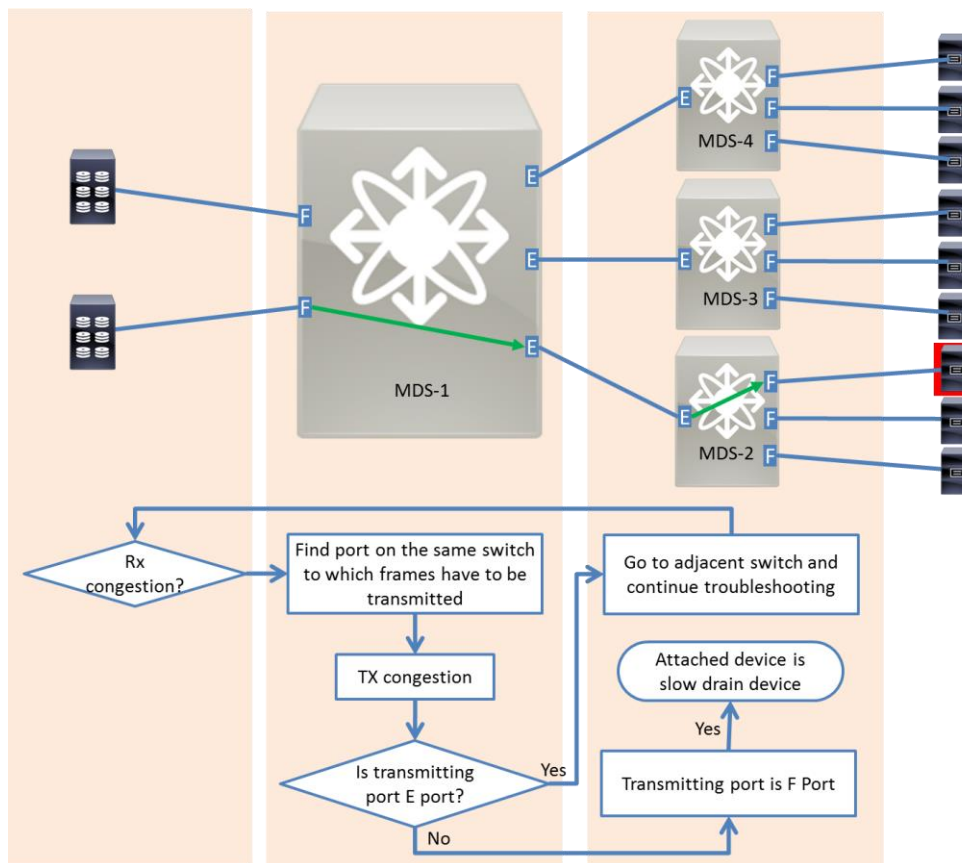 E
F
F
MDS-4
F
E
F
F
F
E
E
F
MDS-3
F
F
E
F
MDS-1
E
F
MDS-2
F
Rx
congestion?
Find port on the same switch
to which frames have to be
transmitted
Go to adjacent switch and
continue troubleshooting
TX congestion
Attached device is
slow drain device
Yes
Is transmitting
port E port?
Yes
Transmitting port is F Port
No